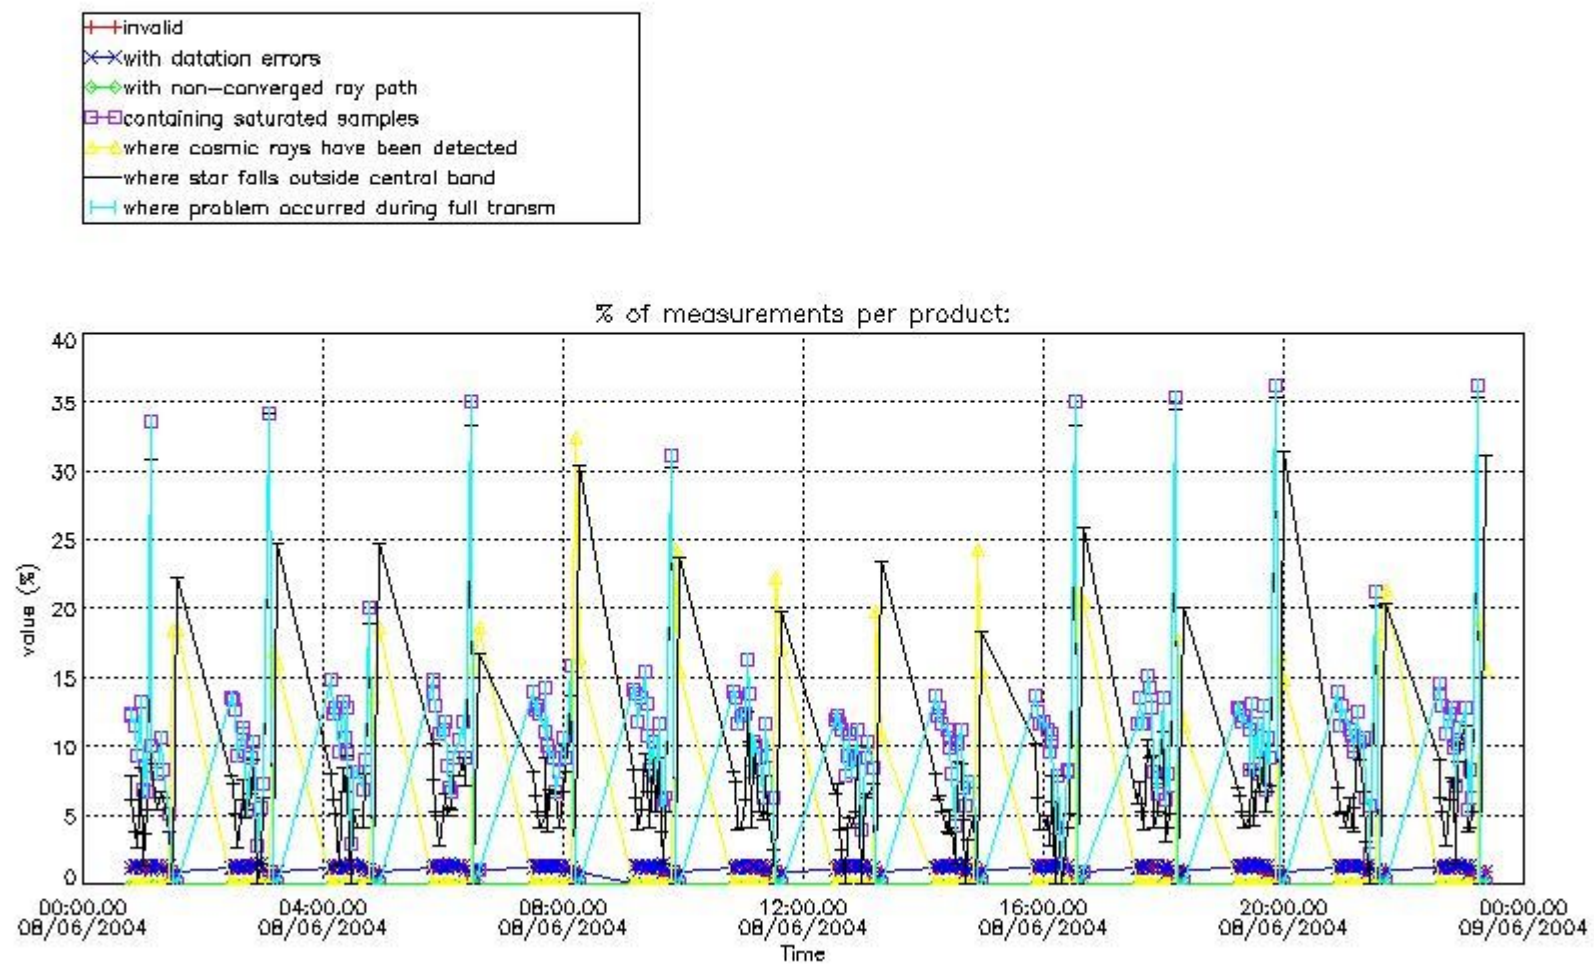 invalid
with datation errors
with non-converged ray path
containing saturated samples
where cosmic rays have been detected
where star falls outside central band
where problem occurred during full transm
% of measurements per product:
40
35
30
25
20
15
10
5
0
value (%)
00:00:00 04:00:00 08:00:00 12:00:00 16:00:00 20:00:00 00:00:00
08/06/2004 08/06/2004 08/06/2004 08/06/2004 08/06/2004 08/06/2004 09/06/2004
Time